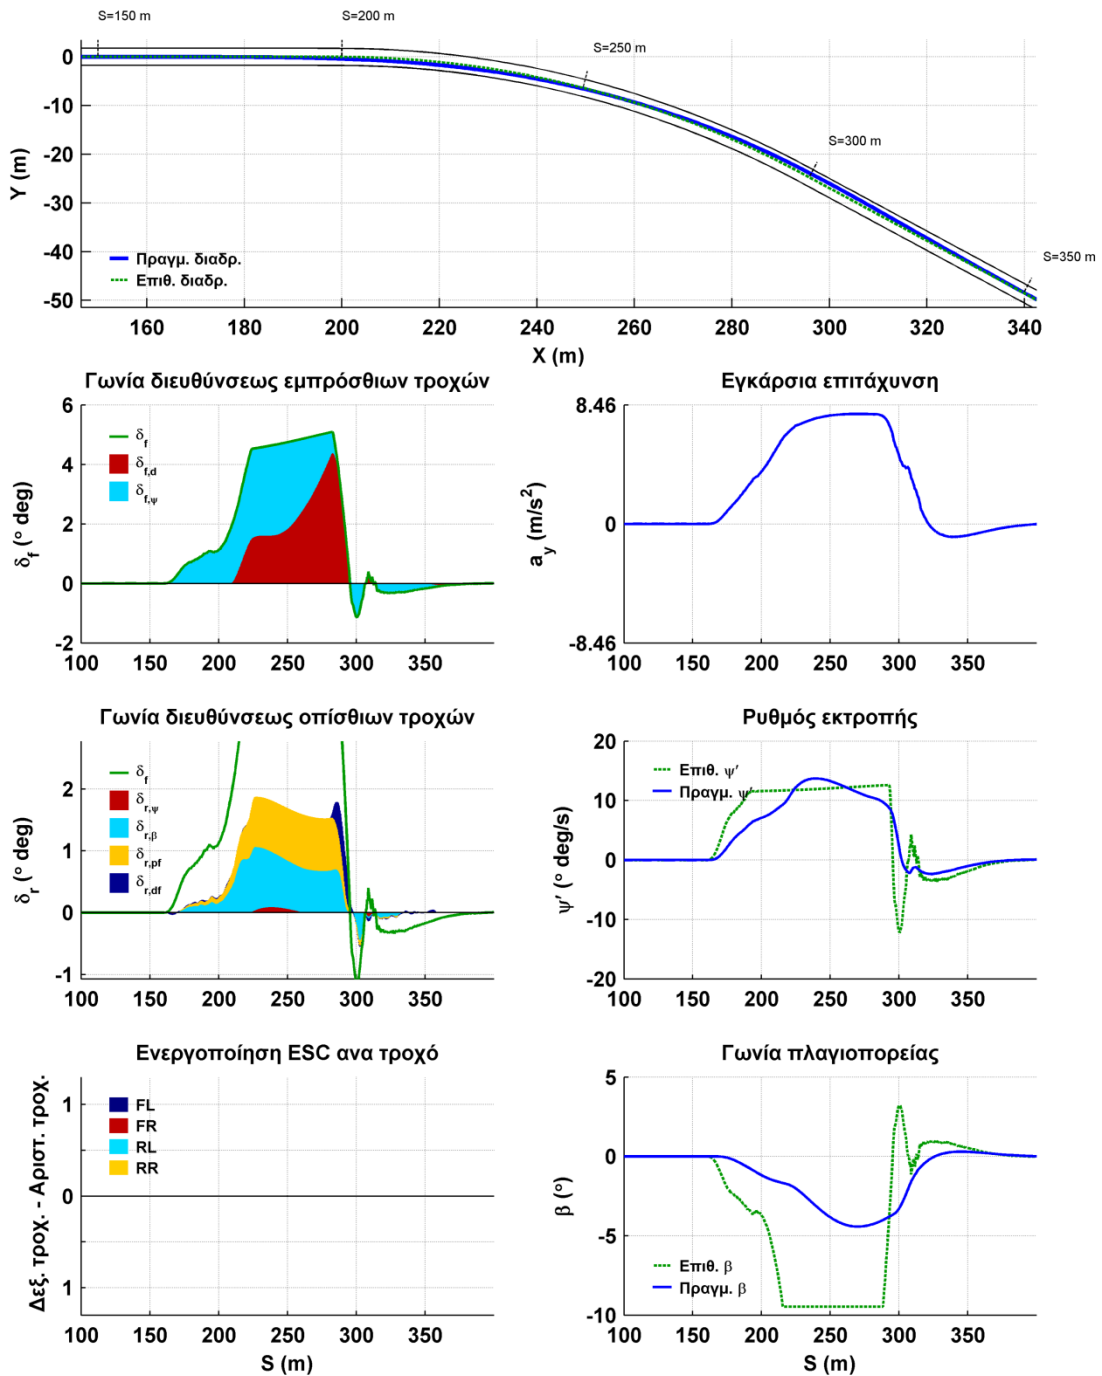 S=150 m
S=200 m
S=250 m
S=300 m
S=350 m
Y (m)
0
-10
-20
-30
-40
-50
Πραγμ. διαδρ.
Επιθ. διαδρ.
160 180 200 220 240 260 280 300 320 340
X (m)
Γωνία διευθύνσεως εμπρόσθιων τροχών
δf (° deg)
6
4
2
0
-2
δf
δf,d
δf,ψ
100 150 200 250 300 350
Εγκάρσια επιτάχυνση
ay (m/s²)
8.46
0
-8.46
100 150 200 250 300 350
Γωνία διευθύνσεως οπίσθιων τροχών
δr (° deg)
2
1
0
-1
δf
δr,ψ
δr,β
δr,pf
δr,df
100 150 200 250 300 350
Ρυθμός εκτροπής
ψ′ (° deg/s)
20
10
0
-10
-20
Επιθ. ψ′
Πραγμ. ψ′
100 150 200 250 300 350
Ενεργοποίηση ESC ανα τροχό
Δεξ. τροχ. - Αριστ. τροχ.
1
0
1
FL
FR
RL
RR
100 150 200 250 300 350
S (m)
Γωνία πλαγιοπορείας
β (°)
5
0
-5
-10
Επιθ. β
Πραγμ. β
100 150 200 250 300 350
S (m)